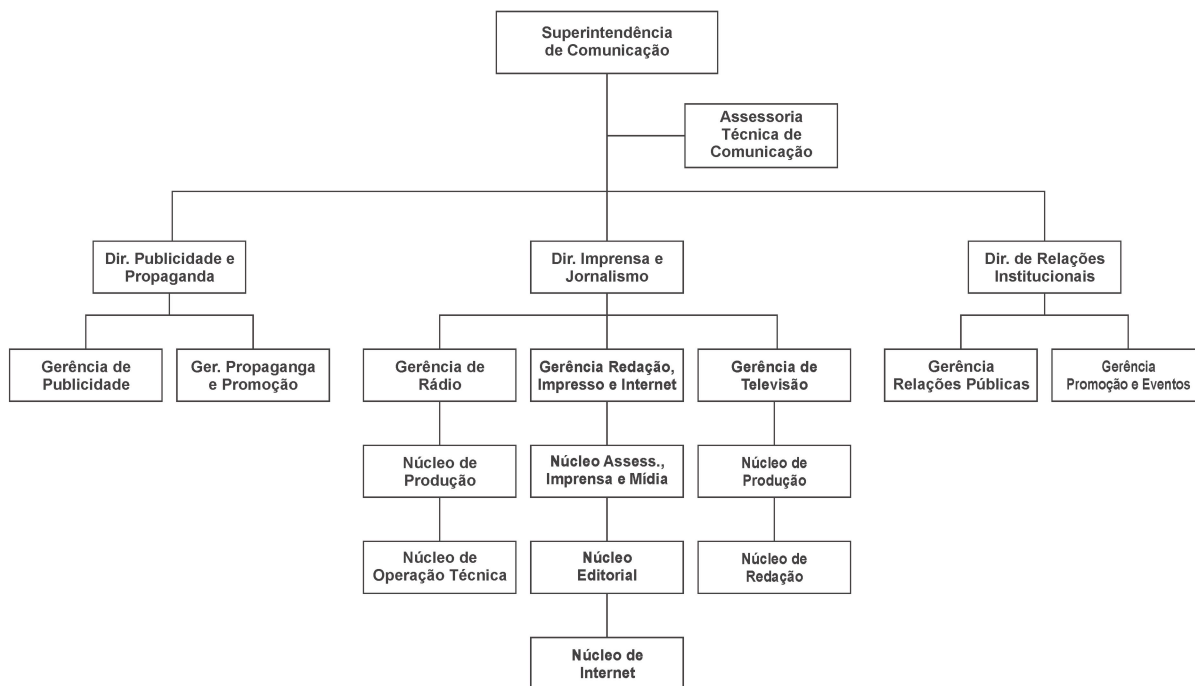 Superintendência
de Comunicação
Assessoria
Técnica de
Comunicação
Dir. Publicidade e
Propaganda
Dir. Imprensa e
Jornalismo
Dir. de Relações
Institucionais
Gerência de
Publicidade
Ger. Propaganga
e Promoção
Gerência de
Rádio
Gerência Redação,
Impresso e Internet
Gerência de
Televisão
Gerência
Relações Públicas
Gerência
Promoção e Eventos
Núcleo de
Produção
Núcleo Assess.,
Imprensa e Mídia
Núcleo de
Produção
Núcleo de
Operação Técnica
Núcleo
Editorial
Núcleo de
Redação
Núcleo de
Internet